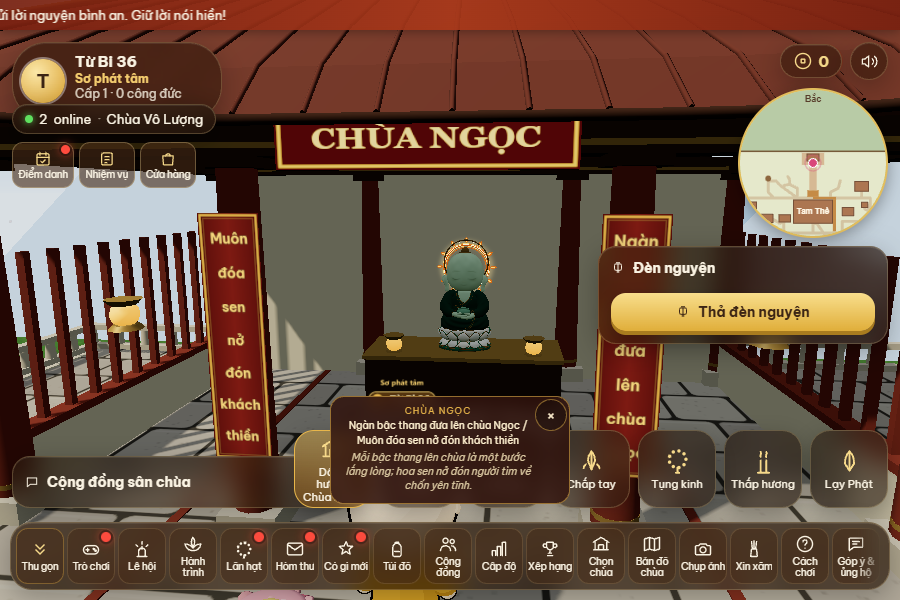 ửi lời nguyện bình an. Giữ lời nói hiền!
T
Từ Bi 36
Sơ phát tâm
Cấp 1 · 0 công đức
2 online · Chùa Vô Lượng
Điểm danh
Nhiệm vụ
Cửa hàng
0
Bắc
Tam Thế
CHÙA NGỌC
Muôn
đóa
sen
nở
đón
khách
thiền
Ngàn
đưa
lên
chùa
Đèn nguyện
Thả đèn nguyện
Sơ phát tâm
CHÙA NGỌC
×
Ngàn bậc thang đưa lên chùa Ngọc /
Muôn đóa sen nở đón khách thiền
Mỗi bậc thang lên chùa là một bước
lắng lòng; hoa sen nở đón người tìm về
chốn yên tĩnh.
Cộng đồng sân chùa
Chùa
Chấp tay
Tụng kinh
Thắp hương
Lạy Phật
Thu gọn
Trò chơi
Lễ hội
Hành trình
Lần hạt
Hòm thư
Có gì mới
Túi đồ
Cộng đồng
Cấp độ
Xếp hạng
Chọn chùa
Bản đồ chùa
Chụp ảnh
Xin xăm
Cách chơi
Góp ý & ủng hộ